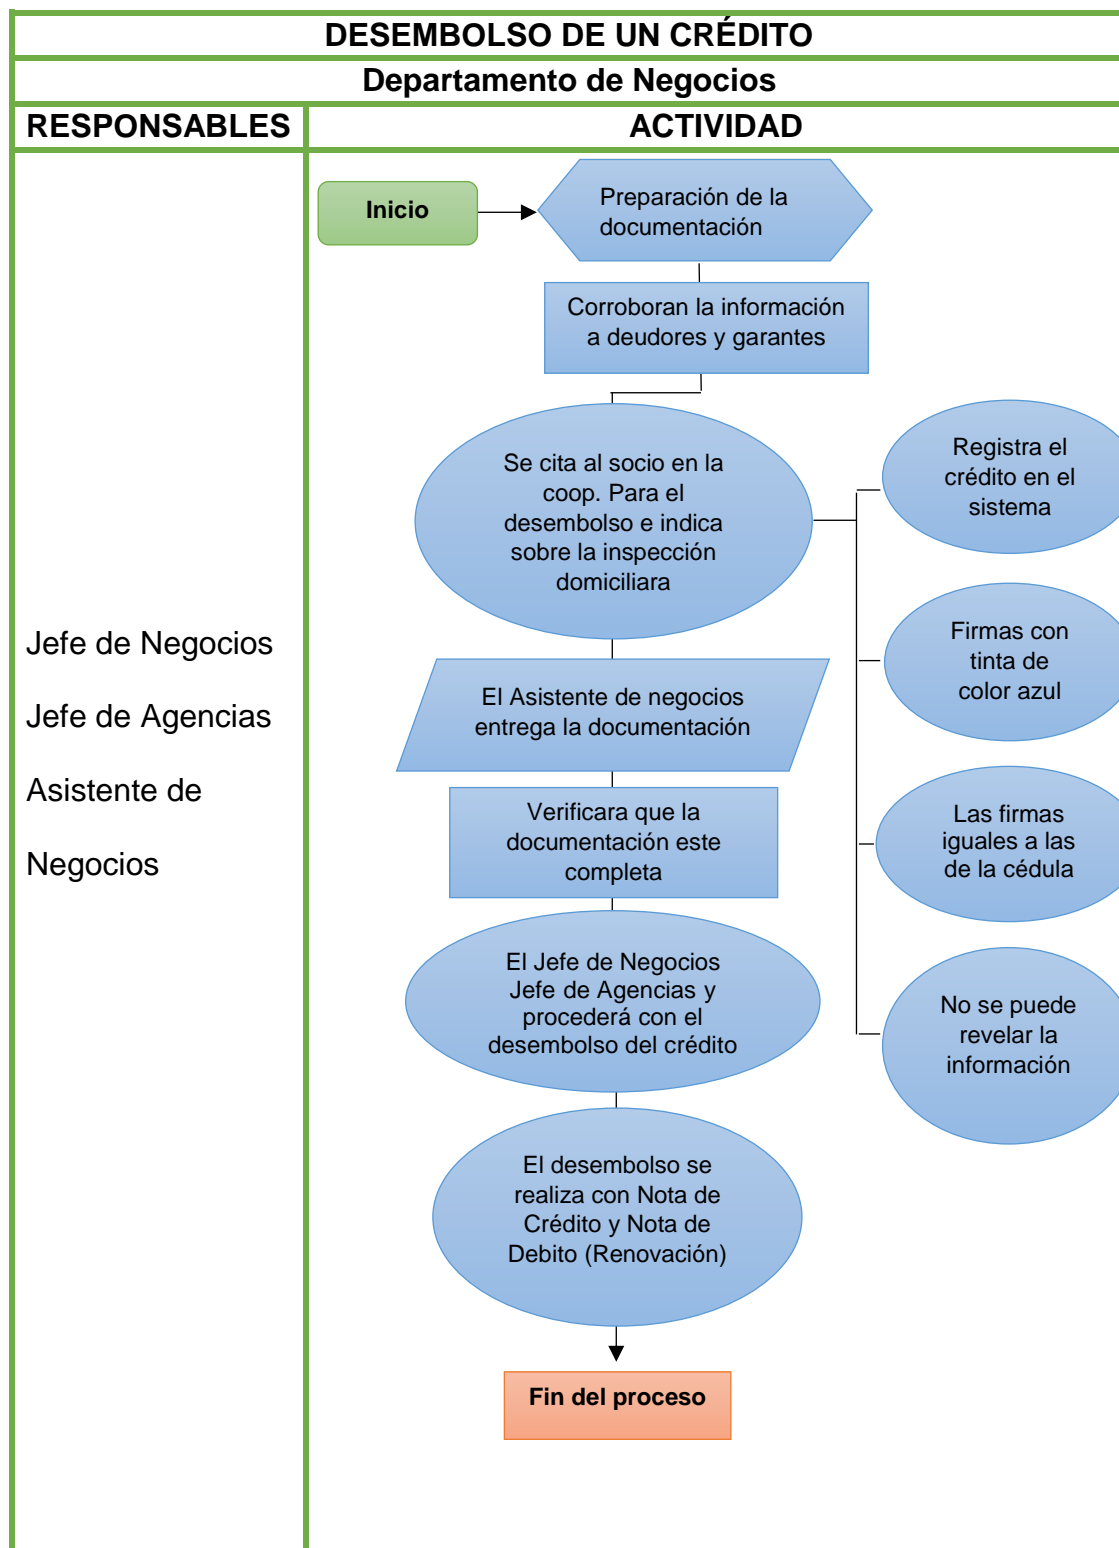 DESEMBOLSO DE UN CRÉDITO
Departamento de Negocios
RESPONSABLES
ACTIVIDAD
Jefe de Negocios
Jefe de Agencias
Asistente de
Negocios
Inicio
Preparación de la
documentación
Corroboran la información
a deudores y garantes
Se cita al socio en la
coop. Para el
desembolso e indica
sobre la inspección
domiciliara
Registra el
crédito en el
sistema
Firmas con
tinta de
color azul
Las firmas
iguales a las
de la cédula
No se puede
revelar la
información
El Asistente de negocios
entrega la documentación
Verificara que la
documentación este
completa
El Jefe de Negocios
Jefe de Agencias y
procederá con el
desembolso del crédito
El desembolso se
realiza con Nota de
Crédito y Nota de
Debito (Renovación)
Fin del proceso